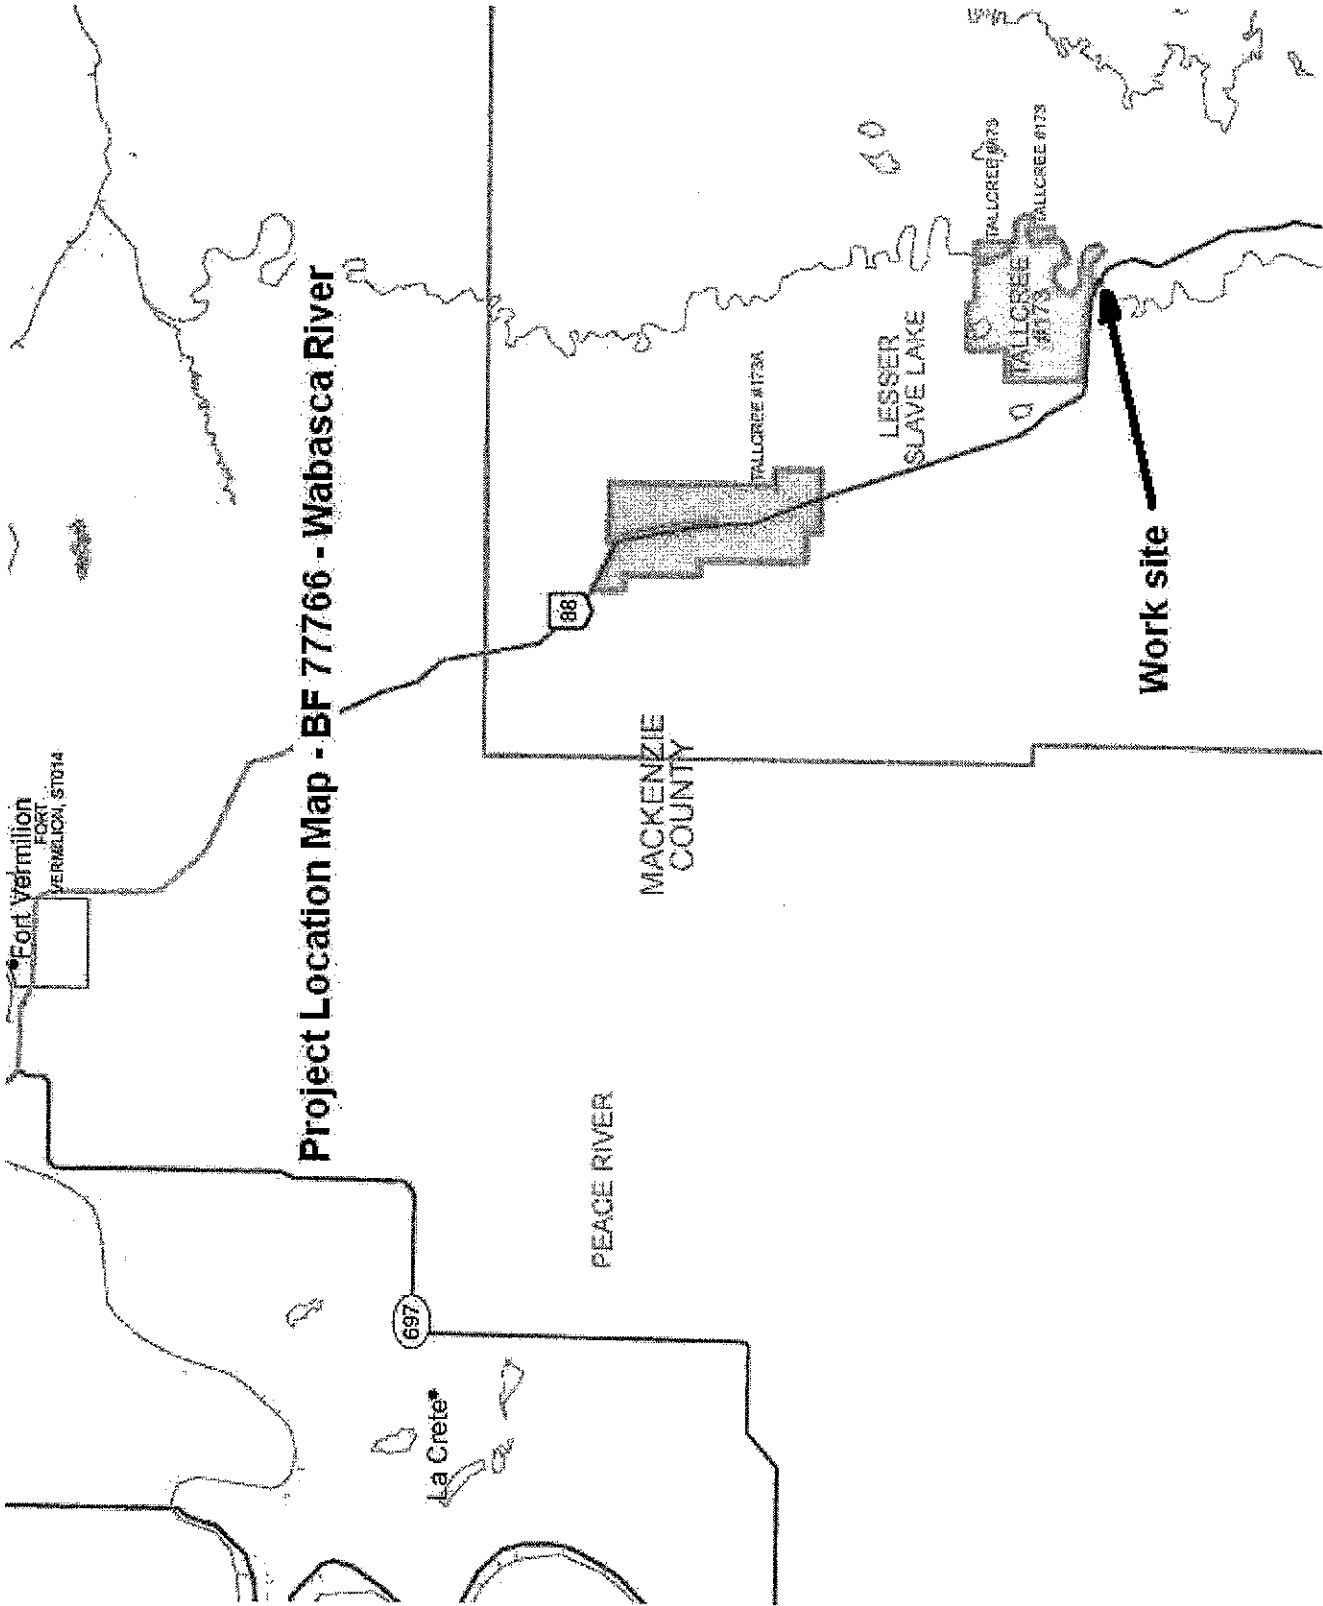 Fort Vermilion
FORT
VERMILION, ST014
Project Location Map - BF 77766 - Wabasca River
697
La Crete
PEACE RIVER
MACKENZIE
COUNTY
88
TALLCREE #173A
LESSER
SLAVE LAKE
TALLCREE #173
TALLCREE
#173
TALLCREE #173
Work site